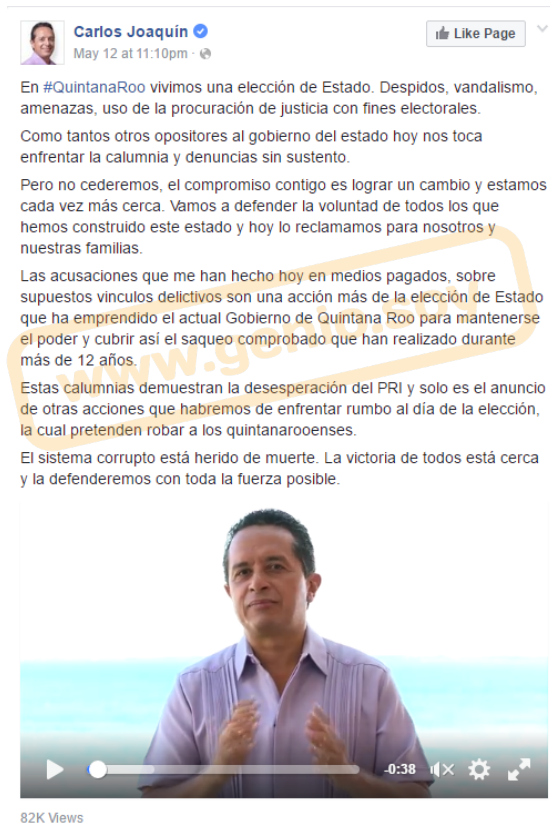 Carlos Joaquín
May 12 at 11:10pm ·
Like Page
En #QuintanaRoo vivimos una elección de Estado. Despidos, vandalismo,
amenazas, uso de la procuración de justicia con fines electorales.
Como tantos otros opositores al gobierno del estado hoy nos toca
enfrentar la calumnia y denuncias sin sustento.
Pero no cederemos, el compromiso contigo es lograr un cambio y estamos
cada vez más cerca. Vamos a defender la voluntad de todos los que
hemos construido este estado y hoy lo reclamamos para nosotros y
nuestras familias.
Las acusaciones que me han hecho hoy en medios pagados, sobre
supuestos vinculos delictivos son una acción más de la elección de Estado
que ha emprendido el actual Gobierno de Quintana Roo para mantenerse
el poder y cubrir así el saqueo comprobado que han realizado durante
más de 12 años.
Estas calumnias demuestran la desesperación del PRI y solo es el anuncio
de otras acciones que habremos de enfrentar rumbo al día de la elección,
la cual pretenden robar a los quintanarooenses.
El sistema corrupto está herido de muerte. La victoria de todos está cerca
y la defenderemos con toda la fuerza posible.
www.genio.soy
-0:38
82K Views